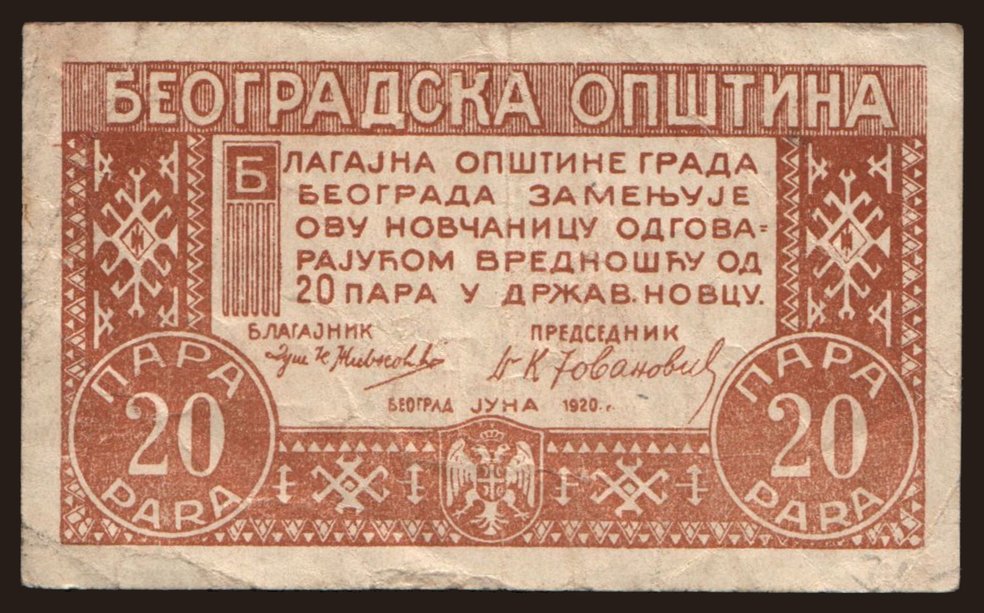 БЕОГРАДСКА ОПШТИНА
БЛАГАЈНА ОПШТИНЕ ГРАДА
БЕОГРАДА ЗАМЕЊУЈЕ
ОВУ НОВЧАНИЦУ ОДГОВА=
РАЈУЋОМ ВРЕДНОШЋУ ОД
20 ПАРА У ДРЖАВ. НОВЦУ.
БЛАГАЈНИК ПРЕДСЕДНИК
К. Јовановић
БЕОГРАД ЈУНА 1920. г.
ПАРА
20
PARA
ПАРА
20
PARA